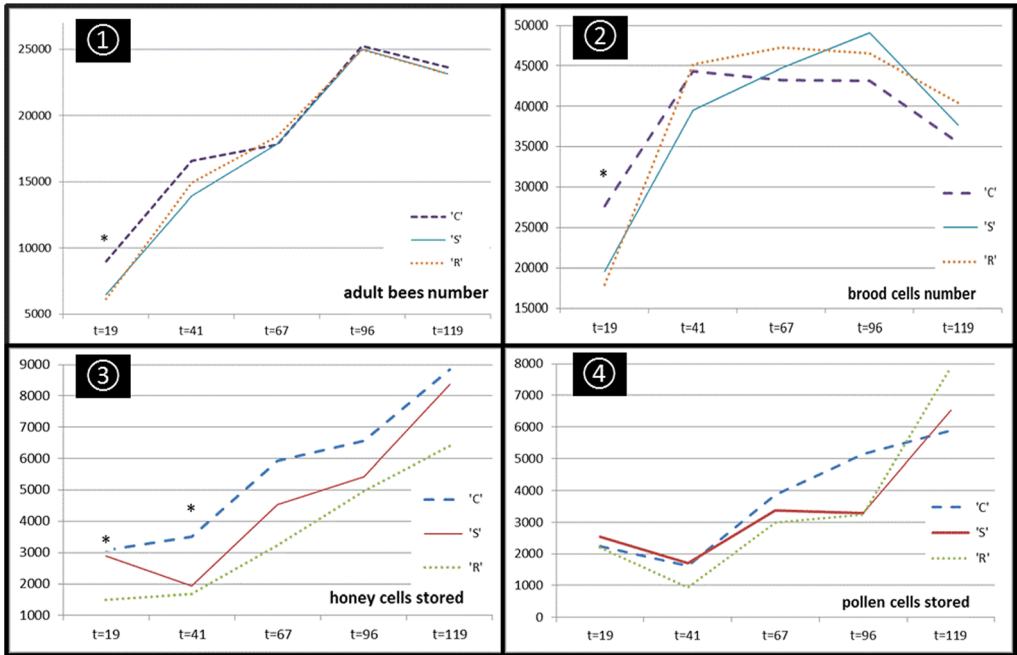 ①
25000
20000
15000
10000
5000
*
'C'
'S'
'R'
adult bees number
t=19 t=41 t=67 t=96 t=119
②
50000
45000
40000
35000
30000
25000
20000
15000
*
'C'
'S'
'R'
brood cells number
t=19 t=41 t=67 t=96 t=119
③
9000
8000
7000
6000
5000
4000
3000
2000
1000
*
*
'C'
'S'
'R'
honey cells stored
t=19 t=41 t=67 t=96 t=119
④
8000
7000
6000
5000
4000
3000
2000
1000
0
'C'
'S'
'R'
pollen cells stored
t=19 t=41 t=67 t=96 t=119